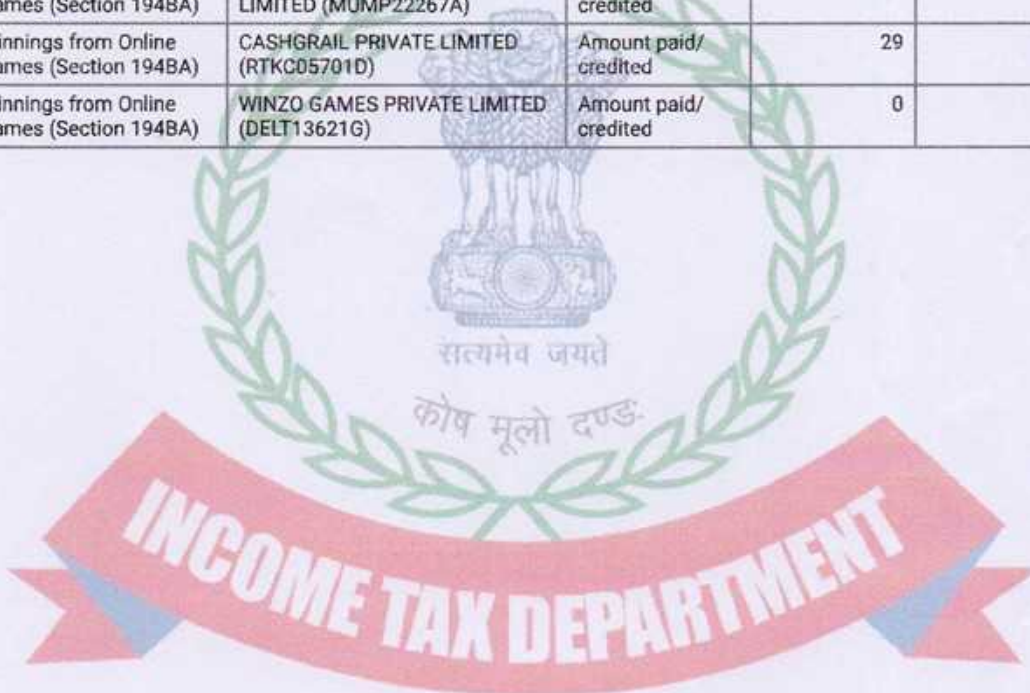 ames (Section 194BA) LIMITED (MUMP22267A) credited
innings from Online CASHGRAIL PRIVATE LIMITED Amount paid/ 29
ames (Section 194BA) (RTKC05701D) credited
innings from Online WINZO GAMES PRIVATE LIMITED Amount paid/ 0
ames (Section 194BA) (DELT13621G) credited
सत्यमेव जयते
कोष मूलो दण्डः
INCOME TAX DEPARTMENT